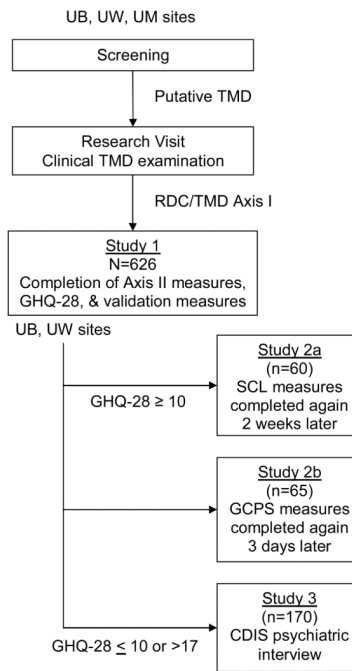 UB, UW, UM sites
Screening
Putative TMD
Research Visit
Clinical TMD examination
RDC/TMD Axis I
Study 1
N=626
Completion of Axis II measures,
GHQ-28, & validation measures
UB, UW sites
Study 2a
(n=60)
SCL measures
completed again
2 weeks later
GHQ-28 ≥ 10
Study 2b
(n=65)
GCPS measures
completed again
3 days later
Study 3
(n=170)
CDIS psychiatric
interview
GHQ-28 ≤ 10 or >17